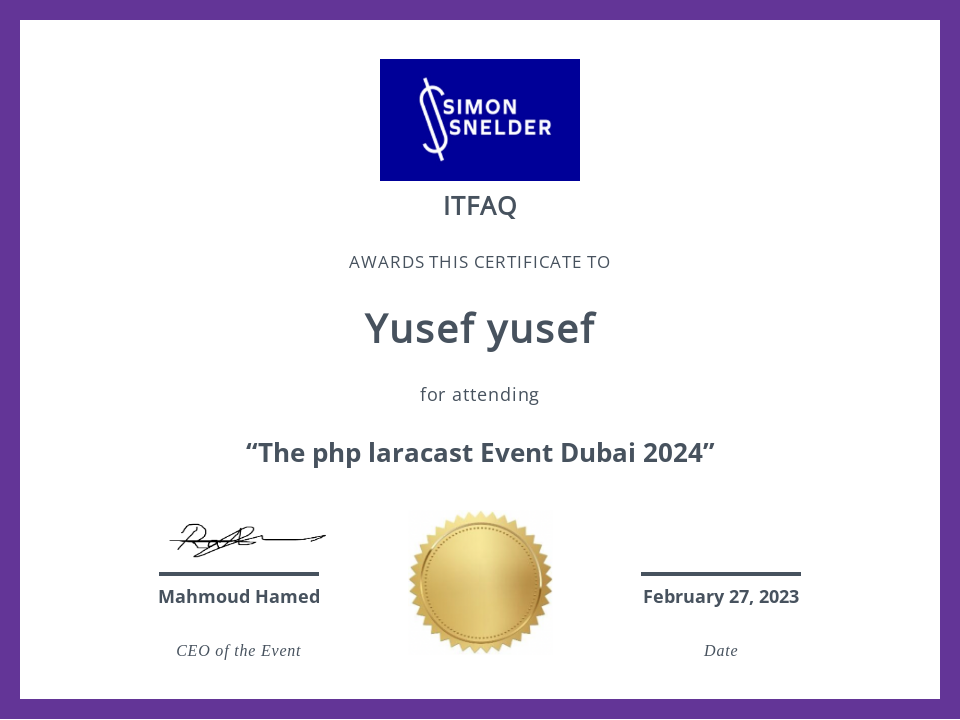 SIMON
SNELDER
ITFAQ
AWARDS THIS CERTIFICATE TO
Yusef yusef
for attending
“The php laracast Event Dubai 2024”
Mahmoud Hamed
February 27, 2023
CEO of the Event
Date